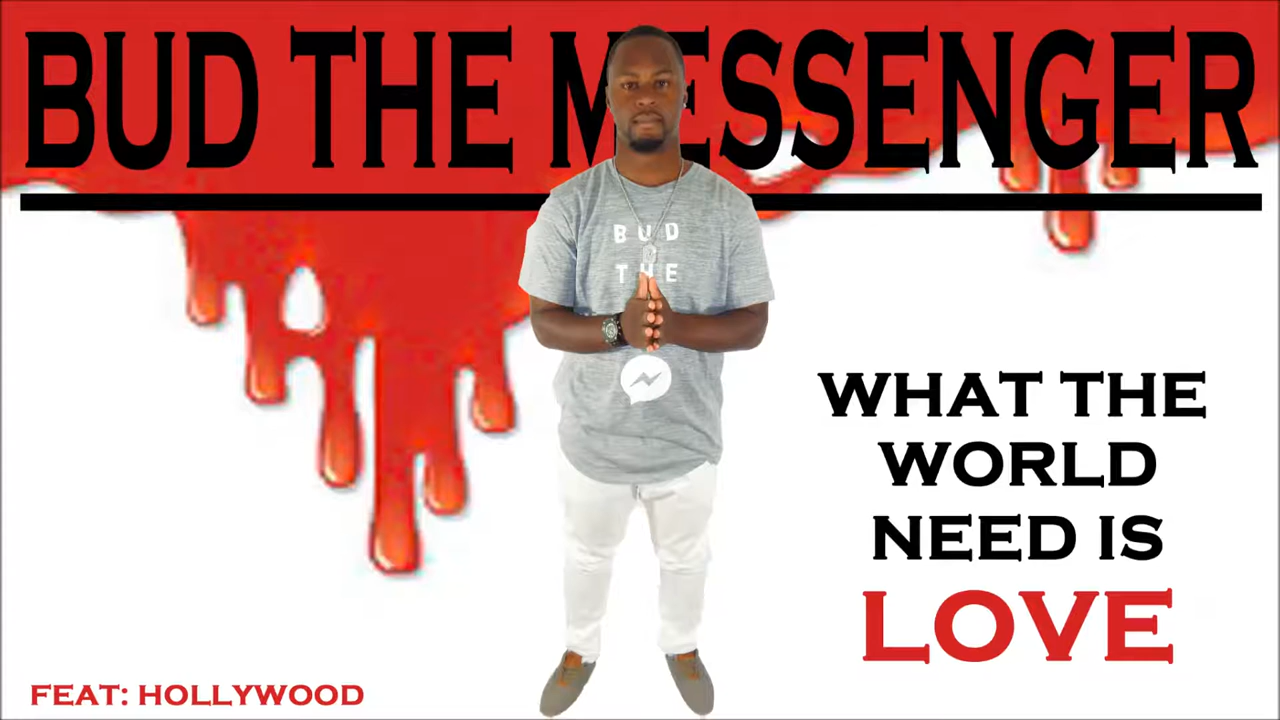 BUD THE MESSENGER
BUD
THE
WHAT THE
WORLD
NEED IS
LOVE
FEAT: HOLLYWOOD